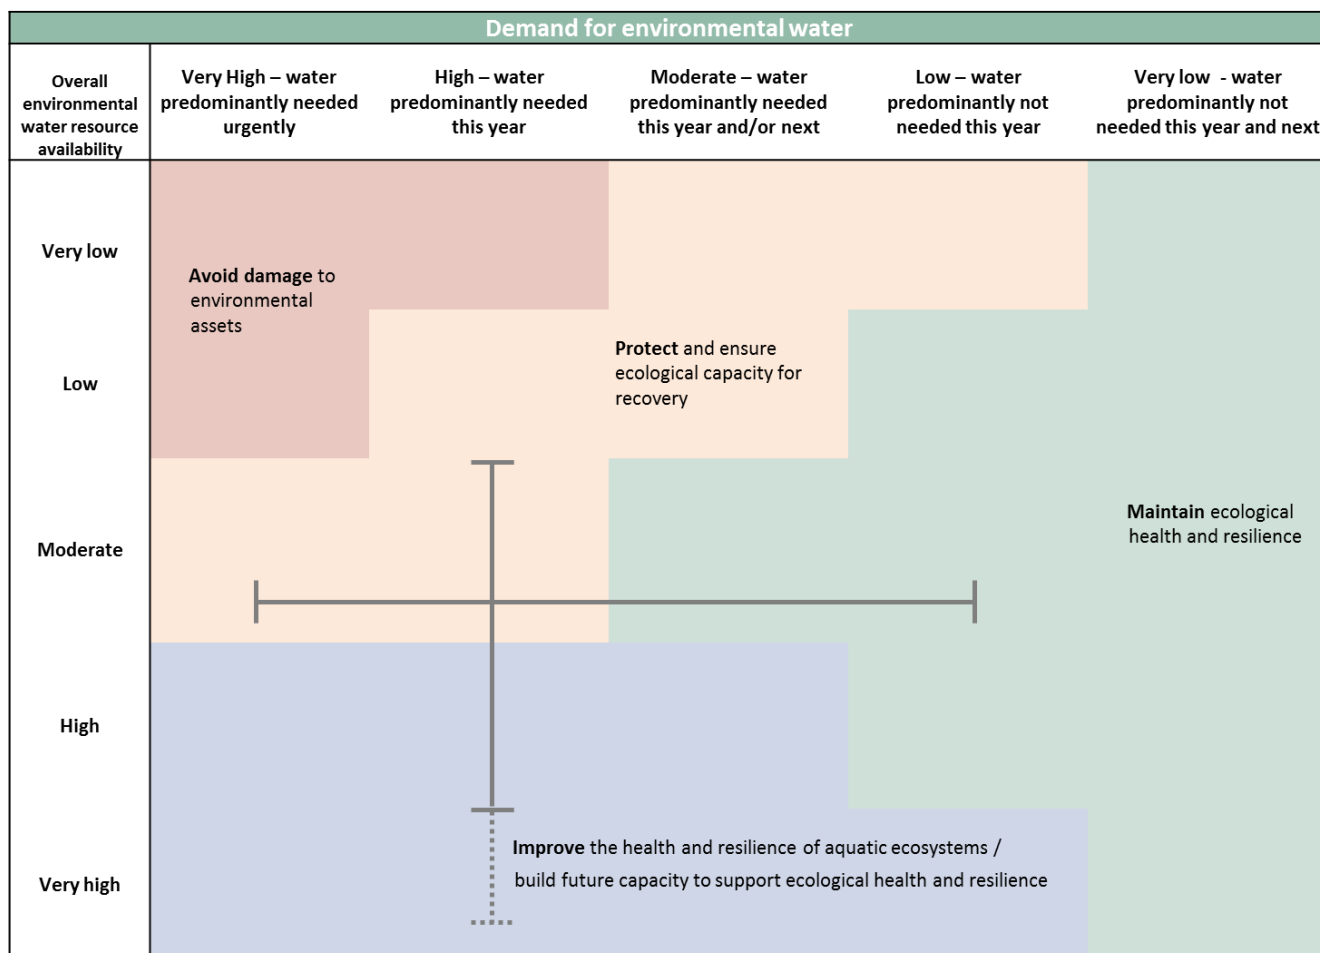 Demand for environmental water
Overall
environmental
water resource
availability
Very High – water
predominantly needed
urgently
High – water
predominantly needed
this year
Moderate – water
predominantly needed
this year and/or next
Low – water
predominantly not
needed this year
Very low - water
predominantly not
needed this year and next
Very low
Avoid damage to
environmental
assets
Low
Protect and ensure
ecological capacity for
recovery
Moderate
Maintain ecological
health and resilience
High
Very high
Improve the health and resilience of aquatic ecosystems /
build future capacity to support ecological health and resilience